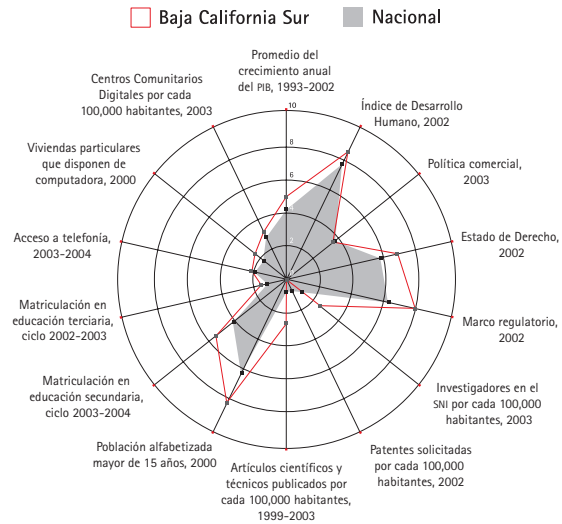 Baja California Sur
Nacional
Promedio del
crecimiento anual
del PIB, 1993-2002
Índice de Desarrollo
Humano, 2002
Política comercial,
2003
Estado de Derecho,
2002
Marco regulatorio,
2002
Investigadores en el
SNI por cada 100,000
habitantes, 2003
Patentes solicitadas
por cada 100,000
habitantes, 2002
Artículos científicos y
técnicos publicados por
cada 100,000 habitantes,
1999-2003
Población alfabetizada
mayor de 15 años, 2000
Matriculación en
educación secundaria,
ciclo 2003-2004
Matriculación en
educación terciaria,
ciclo 2002-2003
Acceso a telefonía,
2003-2004
Viviendas particulares
que disponen de
computadora, 2000
Centros Comunitarios
Digitales por cada
100,000 habitantes, 2003
10
8
6